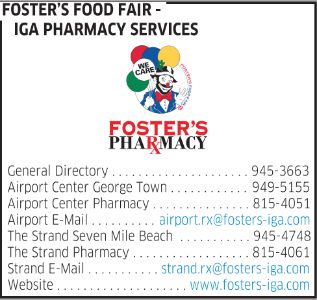 FOSTER'S FOOD FAIR -
IGA PHARMACY SERVICES
WE CARE
FOSTER'S
PHARMACY
General Directory . . . . . . . . . . . . . . . . . . . . . 945-3663
Airport Center George Town . . . . . . . . . . . . 949-5155
Airport Center Pharmacy . . . . . . . . . . . . . . . 815-4051
Airport E-Mail . . . . . . . . . . airport.rx@fosters-iga.com
The Strand Seven Mile Beach . . . . . . . . . . . 945-4748
The Strand Pharmacy . . . . . . . . . . . . . . . . . . 815-4061
Strand E-Mail . . . . . . . . . . . strand.rx@fosters-iga.com
Website . . . . . . . . . . . . . . . . . . . . www.fosters-iga.com